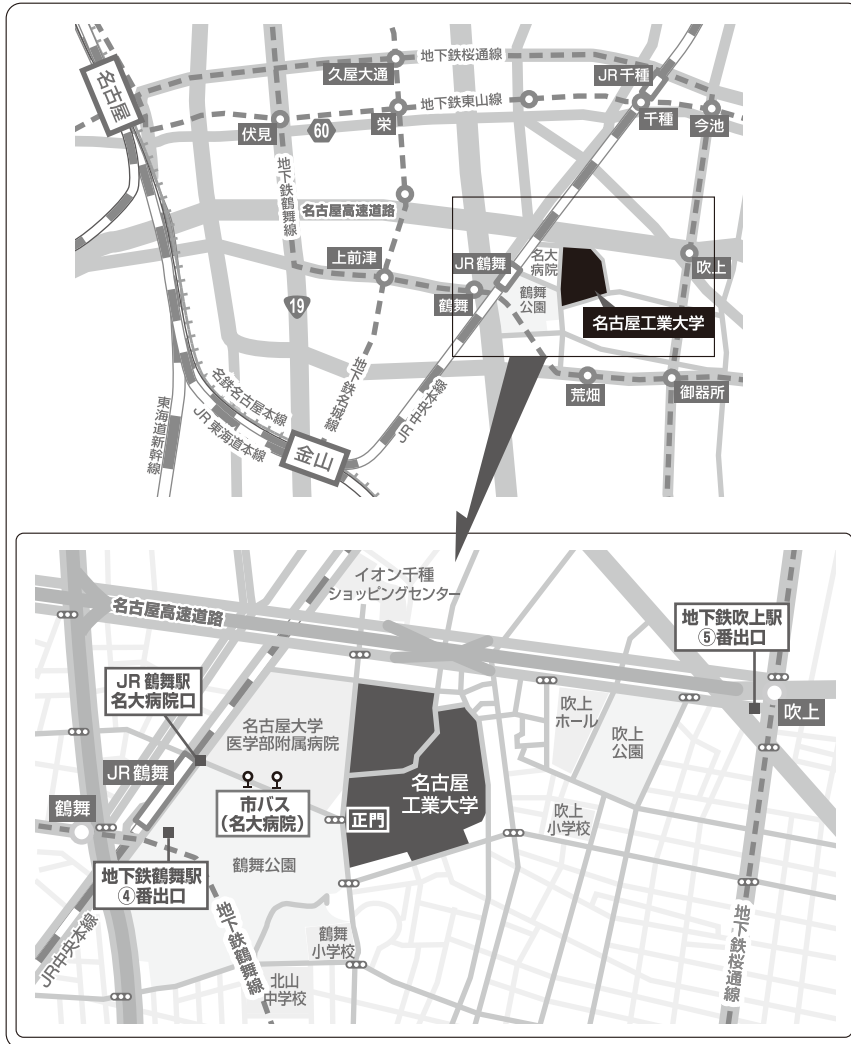 地下鉄桜通線
久屋大通
JR千種
名古屋
地下鉄東山線
伏見
60
栄
千種
今池
地下鉄鶴舞線
名古屋高速道路
上前津
JR鶴舞
名大
病院
吹上
鶴舞
鶴舞
公園
19
名古屋工業大学
名鉄名古屋本線
地下鉄名城線
JR中央本線
荒畑
御器所
東海道新幹線
JR東海道本線
金山
イオン千種
ショッピングセンター
名古屋高速道路
地下鉄吹上駅
⑤番出口
JR鶴舞駅
名大病院口
名古屋大学
医学部附属病院
吹上
ホール
吹上
公園
吹上
JR鶴舞
名古屋
工業大学
鶴舞
市バス
(名大病院)
正門
吹上
小学校
地下鉄鶴舞駅
④番出口
鶴舞公園
地下鉄鶴舞線
地下鉄桜通線
JR中央本線
鶴舞
小学校
北山
中学校